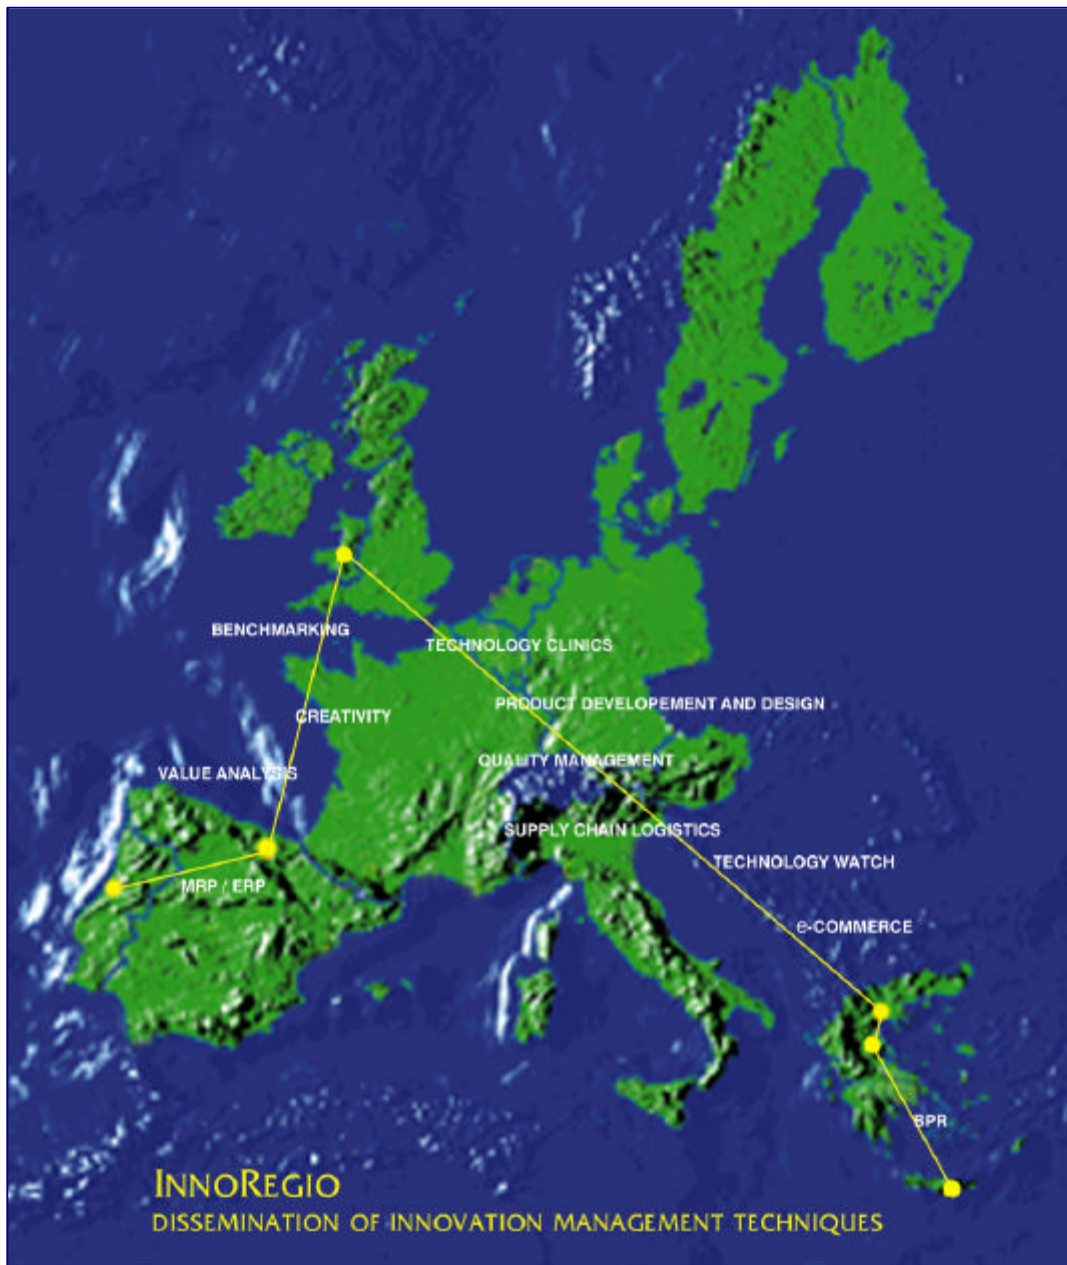 BENCHMARKING
TECHNOLOGY CLINICS
PRODUCT DEVELOPEMENT AND DESIGN
CREATIVITY
QUALITY MANAGEMENT
VALUE ANALYSIS
SUPPLY CHAIN LOGISTICS
TECHNOLOGY WATCH
MRP / ERP
e-COMMERCE
BPR
INNOREGIO
DISSEMINATION OF INNOVATION MANAGEMENT TECHNIQUES